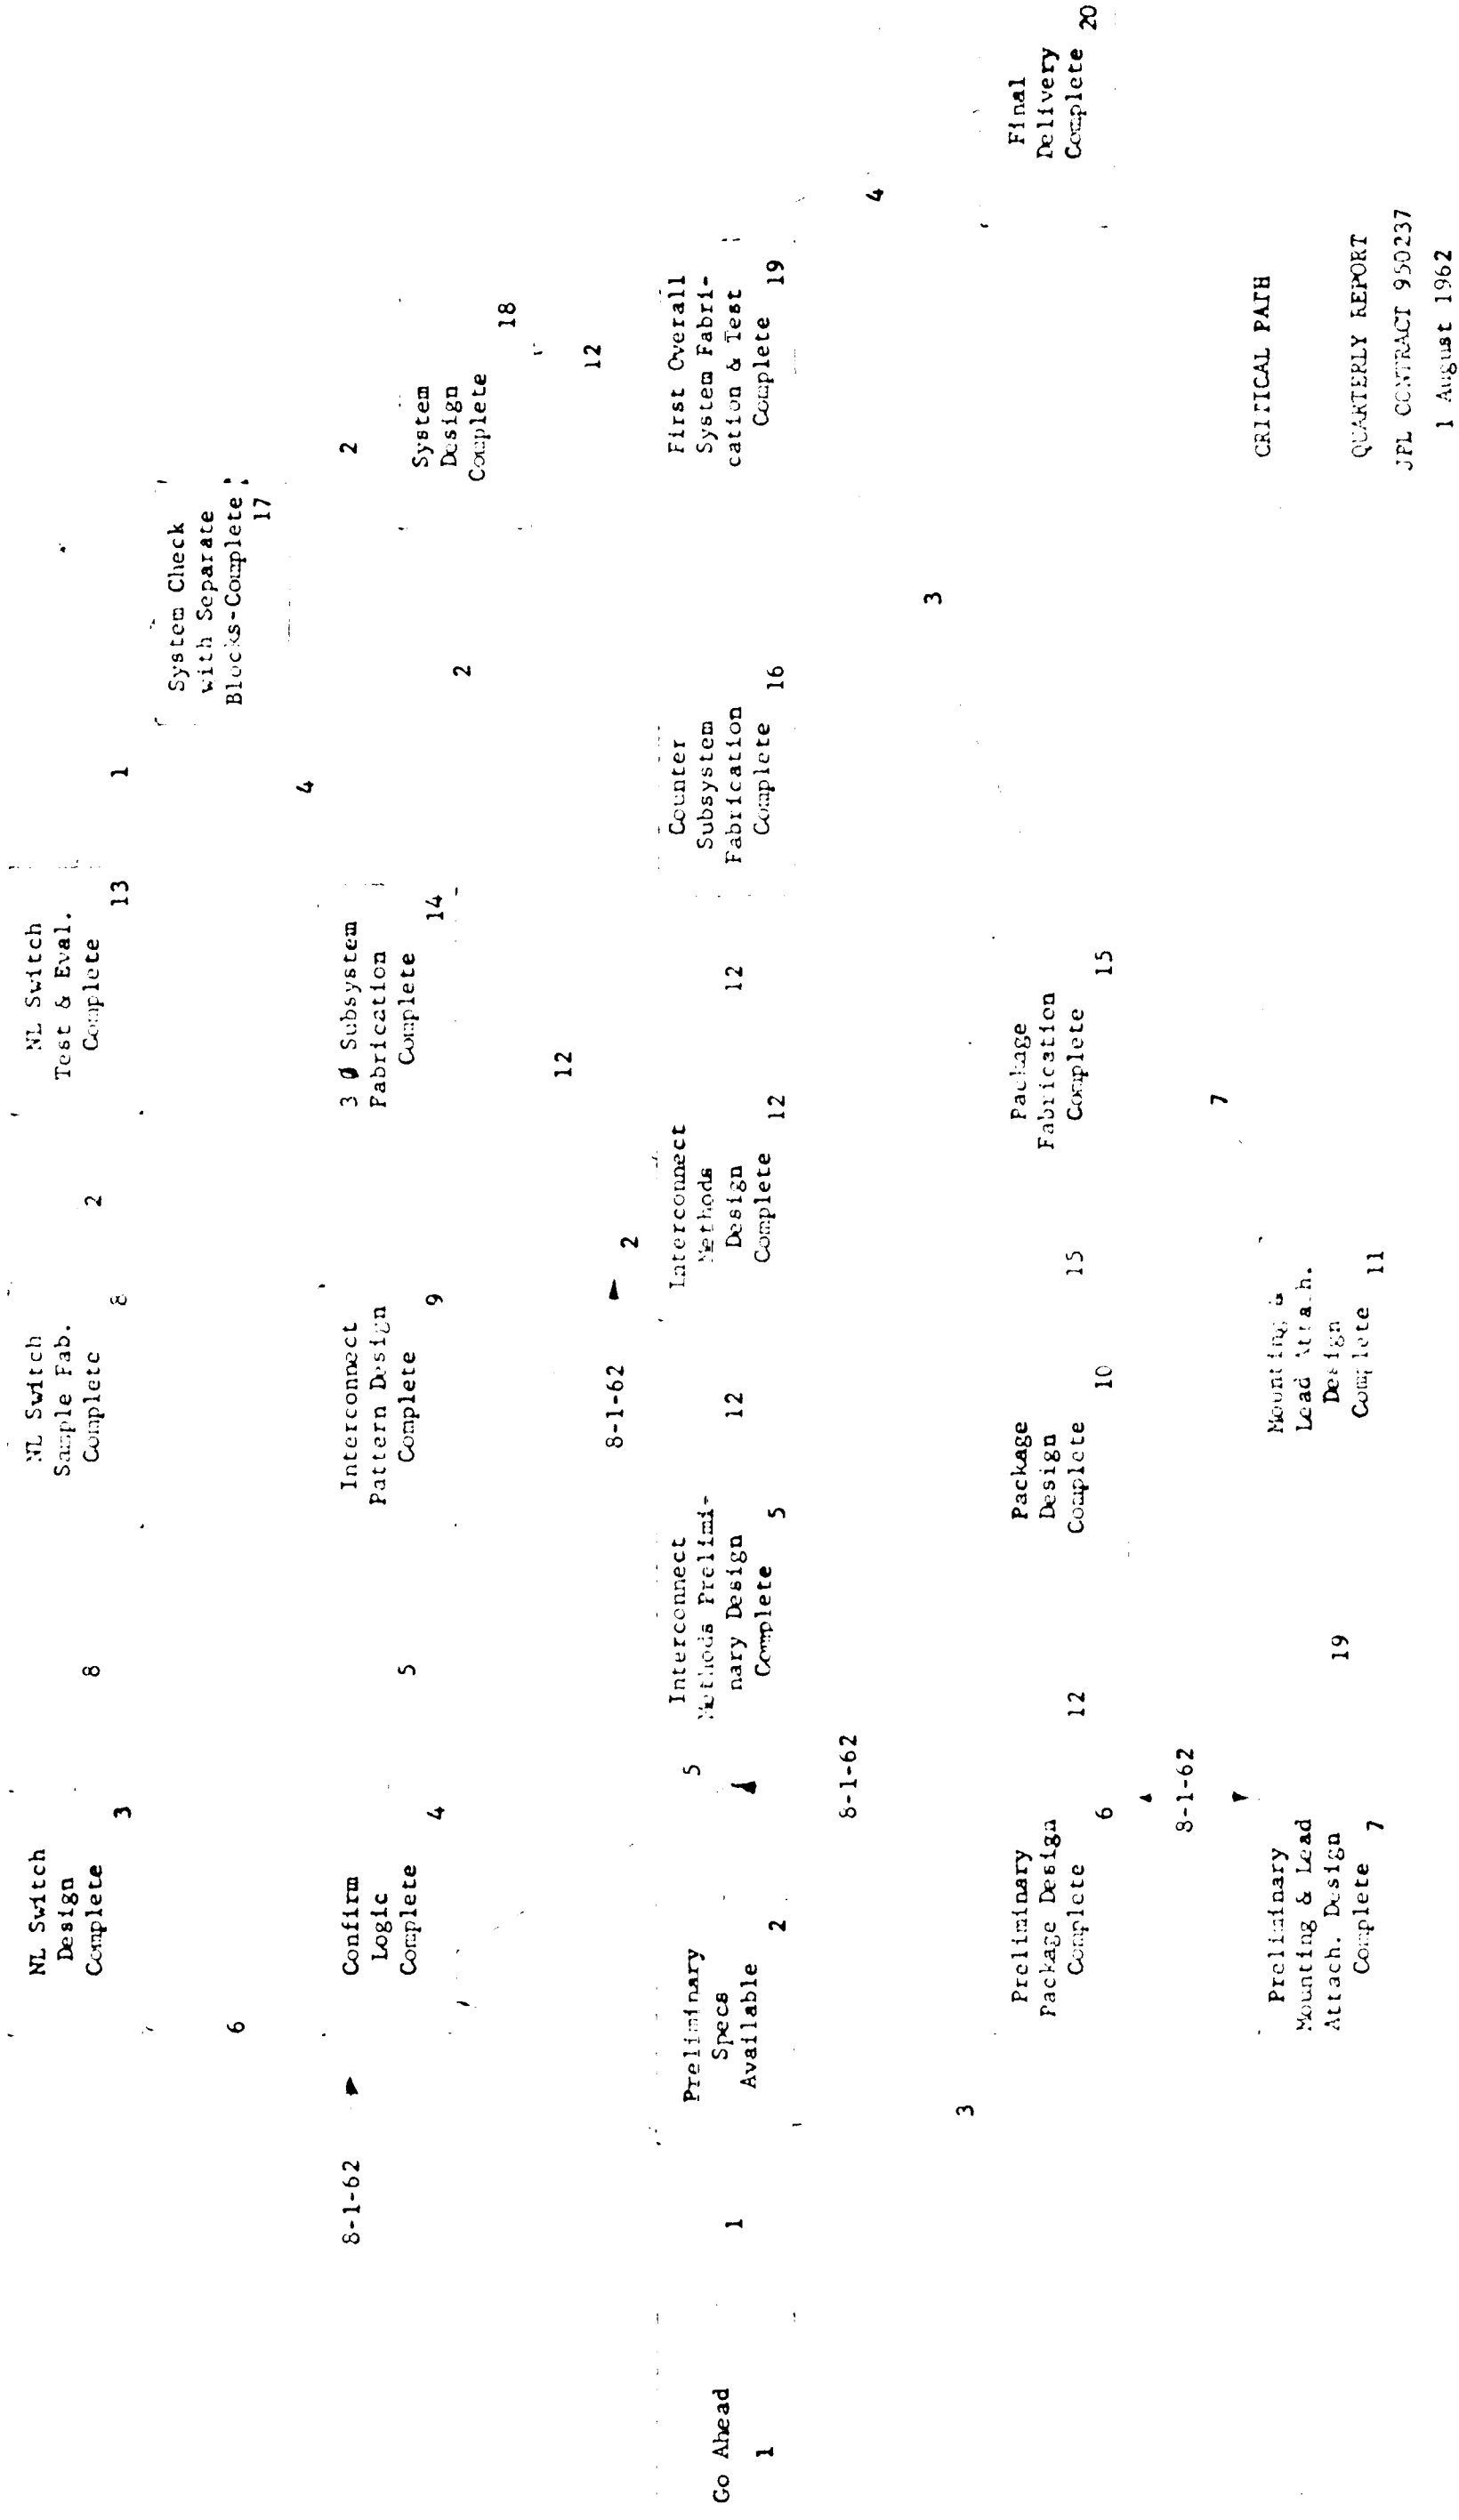 NL Switch
Design
Complete
3
8
NL Switch
Sample Fab.
Complete
8
2
NL Switch
Test & Eval.
Complete
13
1
System Check
with Separate
Blocks-Complete
17
6
4
2
8-1-62
Confirm
Logic
Complete
4
5
Interconnect
Pattern Design
Complete
9
3 Ø Subsystem
Fabrication
Complete
14
2
System
Design
Complete
18
12
12
8-1-62
2
Go Ahead
1
1
Preliminary
Specs
Available
2
5
Interconnect
Methods Prelimi-
nary Design
Complete
5
12
Interconnect
Methods
Design
Complete
12
12
Counter
Subsystem
Fabrication
Complete
16
First Overall
System Fabri-
cation & Test
Complete
19
8-1-62
4
3
3
Preliminary
Package Design
Complete
6
12
Package
Design
Complete
10
15
Package
Fabrication
Complete
15
Final
Delivery
Complete
20
8-1-62
7
Preliminary
Mounting & Lead
Attach. Design
Complete
7
19
Mounting &
Lead Attach.
Design
Complete
11
CRITICAL PATH
QUARTERLY REPORT
JPL CONTRACT 950237
1 August 1962